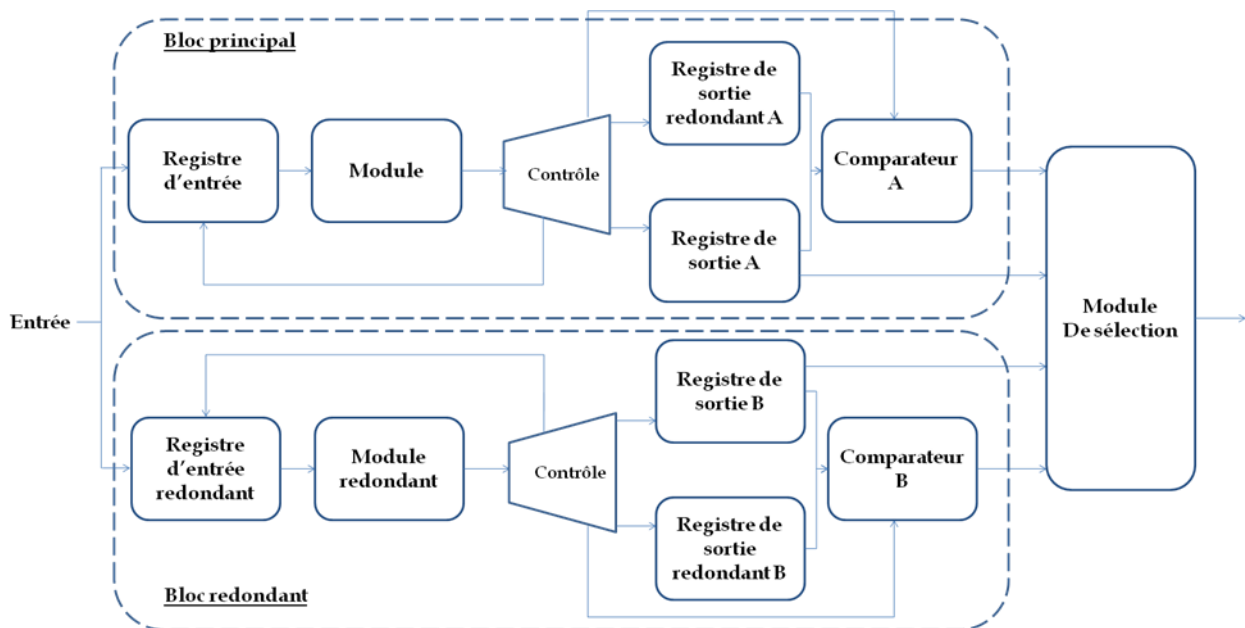 Bloc principal
Registre de
sortie
redondant A
Registre
d'entrée
Module
Contrôle
Comparateur
A
Registre de
sortie A
Entrée
Module
De sélection
Registre de
sortie B
Registre
d'entrée
redondant
Module
redondant
Contrôle
Comparateur
B
Registre de
sortie
redondant B
Bloc redondant